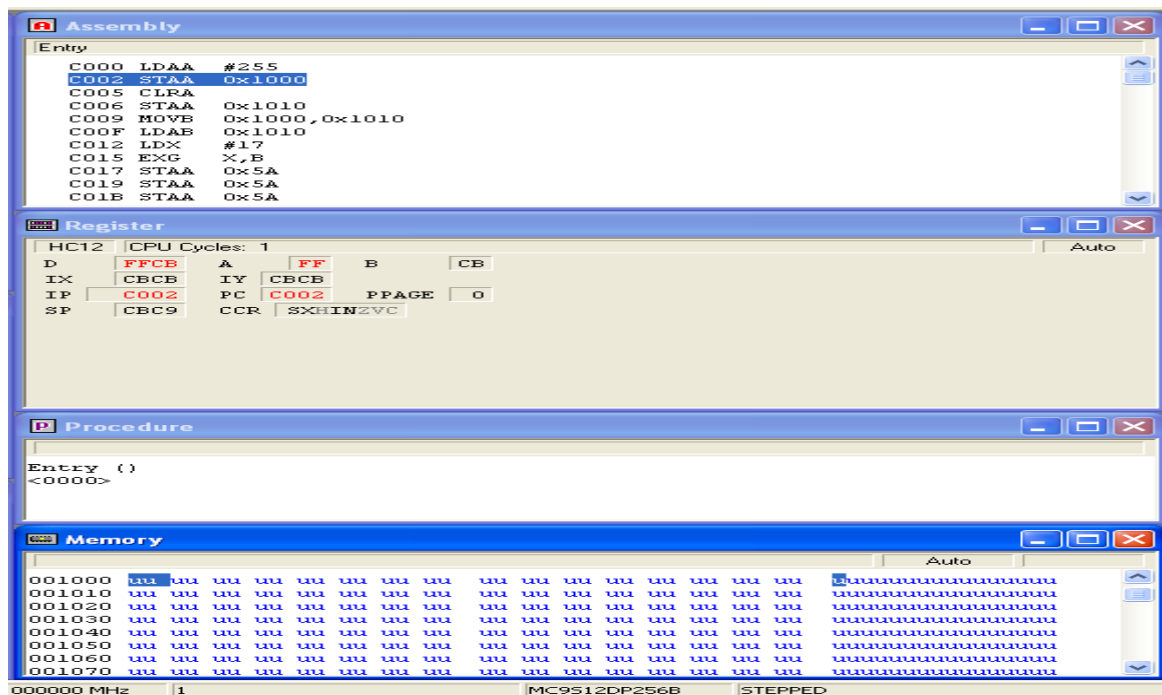 Assembly
Entry
C000 LDAA #255
C002 STAA 0x1000
C005 CLRA
C006 STAA 0x1010
C009 MOVB 0x1000,0x1010
C00F LDAB 0x1010
C012 LDX #17
C015 EXG X,B
C017 STAA 0x5A
C019 STAA 0x5A
C01B STAA 0x5A
Register
HC12 CPU Cycles: 1 Auto
D FFCB A FF B CB
IX CBCB IY CBCB
IP C002 PC C002 PPAGE 0
SP CBC9 CCR SXHINZVC
Procedure
Entry ()
<0000>
Memory
Auto
001000 uu uu uu uu uu uu uu uu uu uu uu uu uu uu uu uu uuuuuuuuuuuuuuuu
001010 uu uu uu uu uu uu uu uu uu uu uu uu uu uu uu uu uuuuuuuuuuuuuuuu
001020 uu uu uu uu uu uu uu uu uu uu uu uu uu uu uu uu uuuuuuuuuuuuuuuu
001030 uu uu uu uu uu uu uu uu uu uu uu uu uu uu uu uu uuuuuuuuuuuuuuuu
001040 uu uu uu uu uu uu uu uu uu uu uu uu uu uu uu uu uuuuuuuuuuuuuuuu
001050 uu uu uu uu uu uu uu uu uu uu uu uu uu uu uu uu uuuuuuuuuuuuuuuu
001060 uu uu uu uu uu uu uu uu uu uu uu uu uu uu uu uu uuuuuuuuuuuuuuuu
001070 uu uu uu uu uu uu uu uu uu uu uu uu uu uu uu uu uuuuuuuuuuuuuuuu
000000 MHz 1 MC9S12DP256B STEPPED